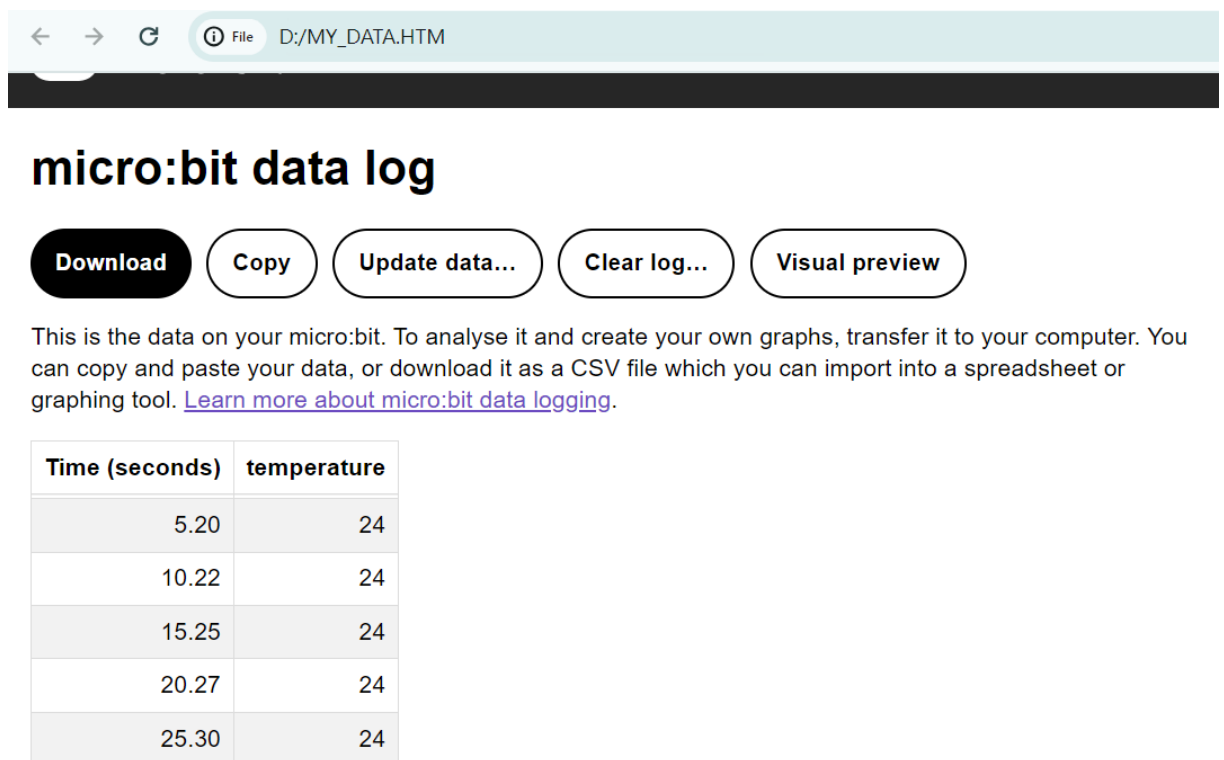 File D:/MY_DATA.HTM
micro:bit data log
Download Copy Update data... Clear log... Visual preview
This is the data on your micro:bit. To analyse it and create your own graphs, transfer it to your computer. You
can copy and paste your data, or download it as a CSV file which you can import into a spreadsheet or
graphing tool. Learn more about micro:bit data logging.
Time (seconds) temperature
5.20 24
10.22 24
15.25 24
20.27 24
25.30 24